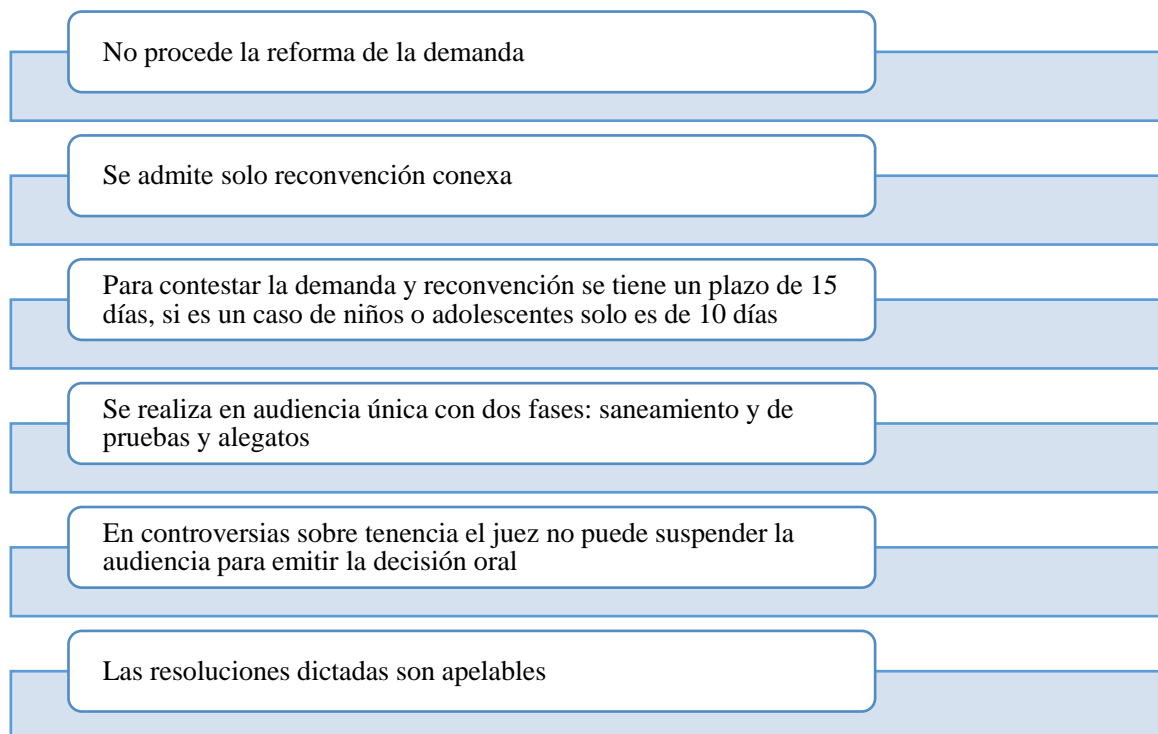 No procede la reforma de la demanda
Se admite solo reconvención conexa
Para contestar la demanda y reconvención se tiene un plazo de 15
días, si es un caso de niños o adolescentes solo es de 10 días
Se realiza en audiencia única con dos fases: saneamiento y de
pruebas y alegatos
En controversias sobre tenencia el juez no puede suspender la
audiencia para emitir la decisión oral
Las resoluciones dictadas son apelables